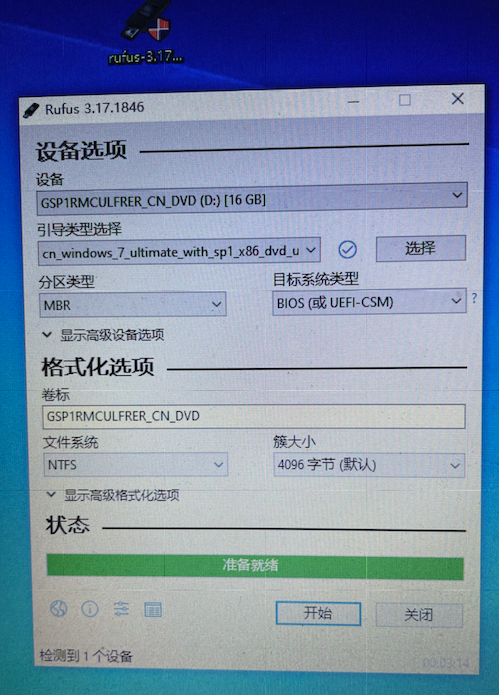 rufus-3.17...
Rufus 3.17.1846
设备选项
设备
GSP1RMCULFRER_CN_DVD (D:) [16 GB]
引导类型选择
cn_windows_7_ultimate_with_sp1_x86_dvd_u
选择
分区类型
目标系统类型
MBR
BIOS (或 UEFI-CSM)
?
显示高级设备选项
格式化选项
卷标
GSP1RMCULFRER_CN_DVD
文件系统
簇大小
NTFS
4096 字节 (默认)
显示高级格式化选项
状态
准备就绪
开始
关闭
检测到 1 个设备
00:03:14